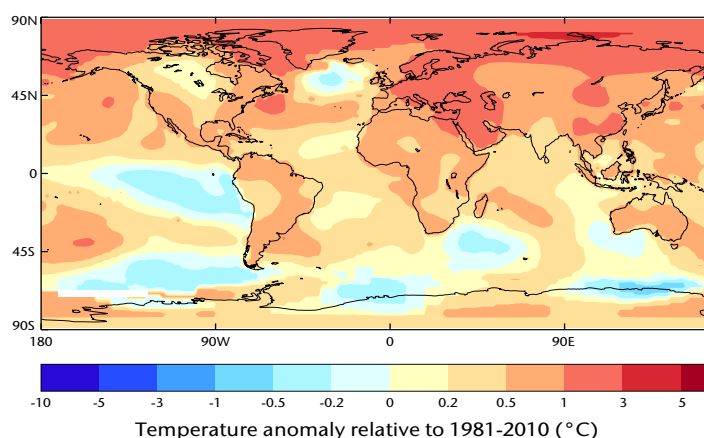 90N
45N
0
45S
90S
180 90W 0 90E
-10 -5 -3 -1 -0.5 -0.2 0 0.2 0.5 1 3 5
Temperature anomaly relative to 1981-2010 (°C)